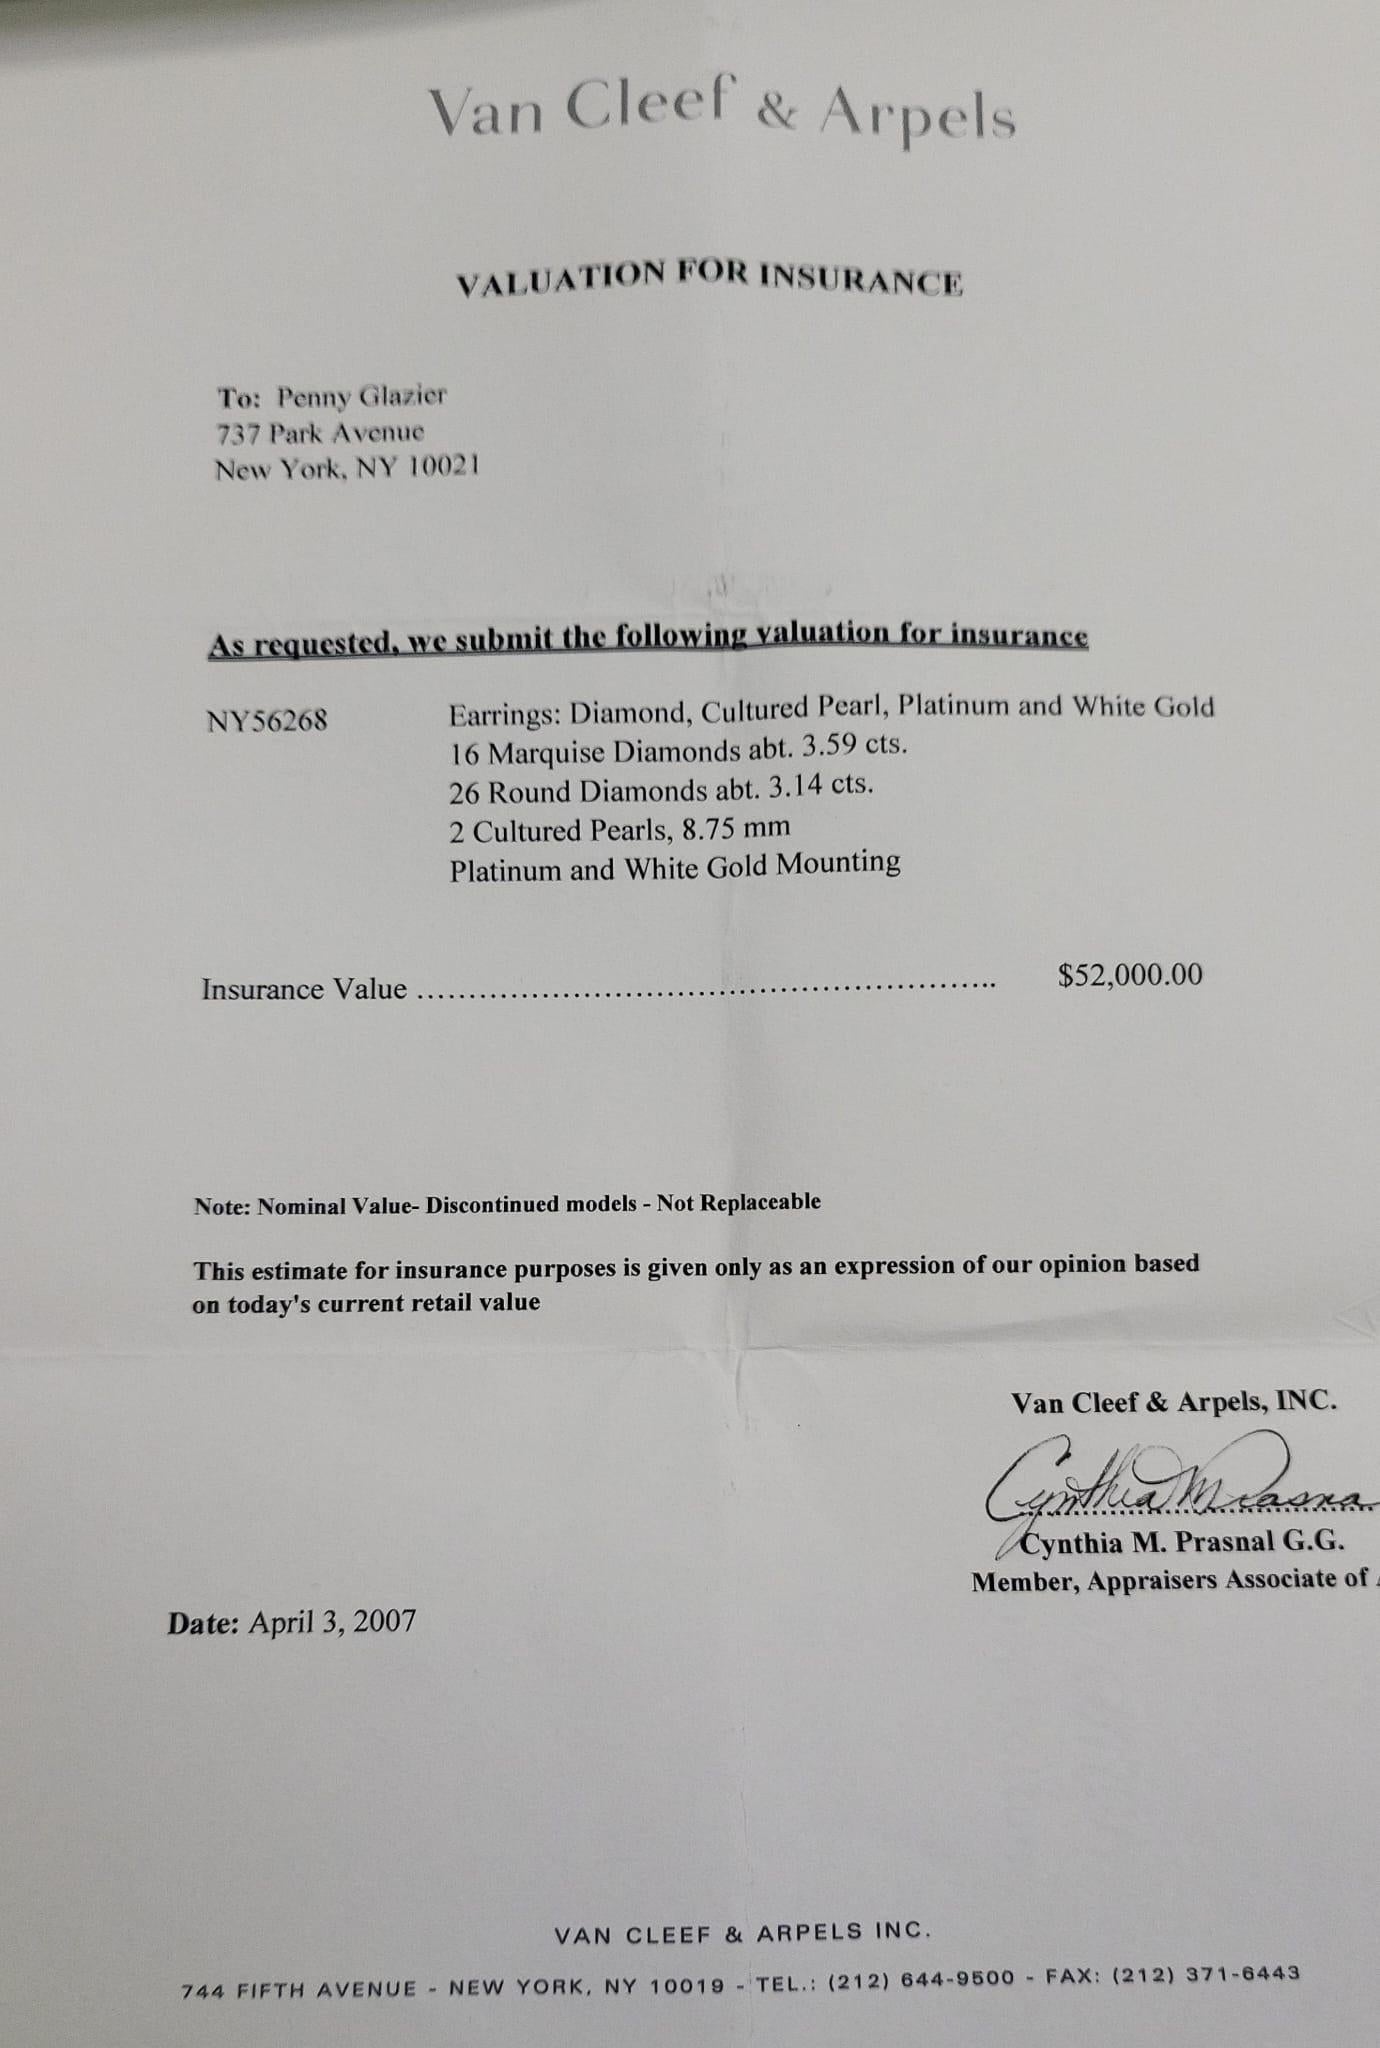 Van Cleef & Arpels
VALUATION FOR INSURANCE
To: Penny Glazier
737 Park Avenue
New York, NY 10021
As requested, we submit the following valuation for insurance
NY56268 Earrings: Diamond, Cultured Pearl, Platinum and White Gold
16 Marquise Diamonds abt. 3.59 cts.
26 Round Diamonds abt. 3.14 cts.
2 Cultured Pearls, 8.75 mm
Platinum and White Gold Mounting
Insurance Value ........................................................ $52,000.00
Note: Nominal Value- Discontinued models - Not Replaceable
This estimate for insurance purposes is given only as an expression of our opinion based
on today's current retail value
Van Cleef & Arpels, INC.
Cynthia M Prasna
Cynthia M. Prasnal G.G.
Member, Appraisers Associate of
Date: April 3, 2007
VAN CLEEF & ARPELS INC.
744 FIFTH AVENUE - NEW YORK, NY 10019 - TEL.: (212) 644-9500 - FAX: (212) 371-6443